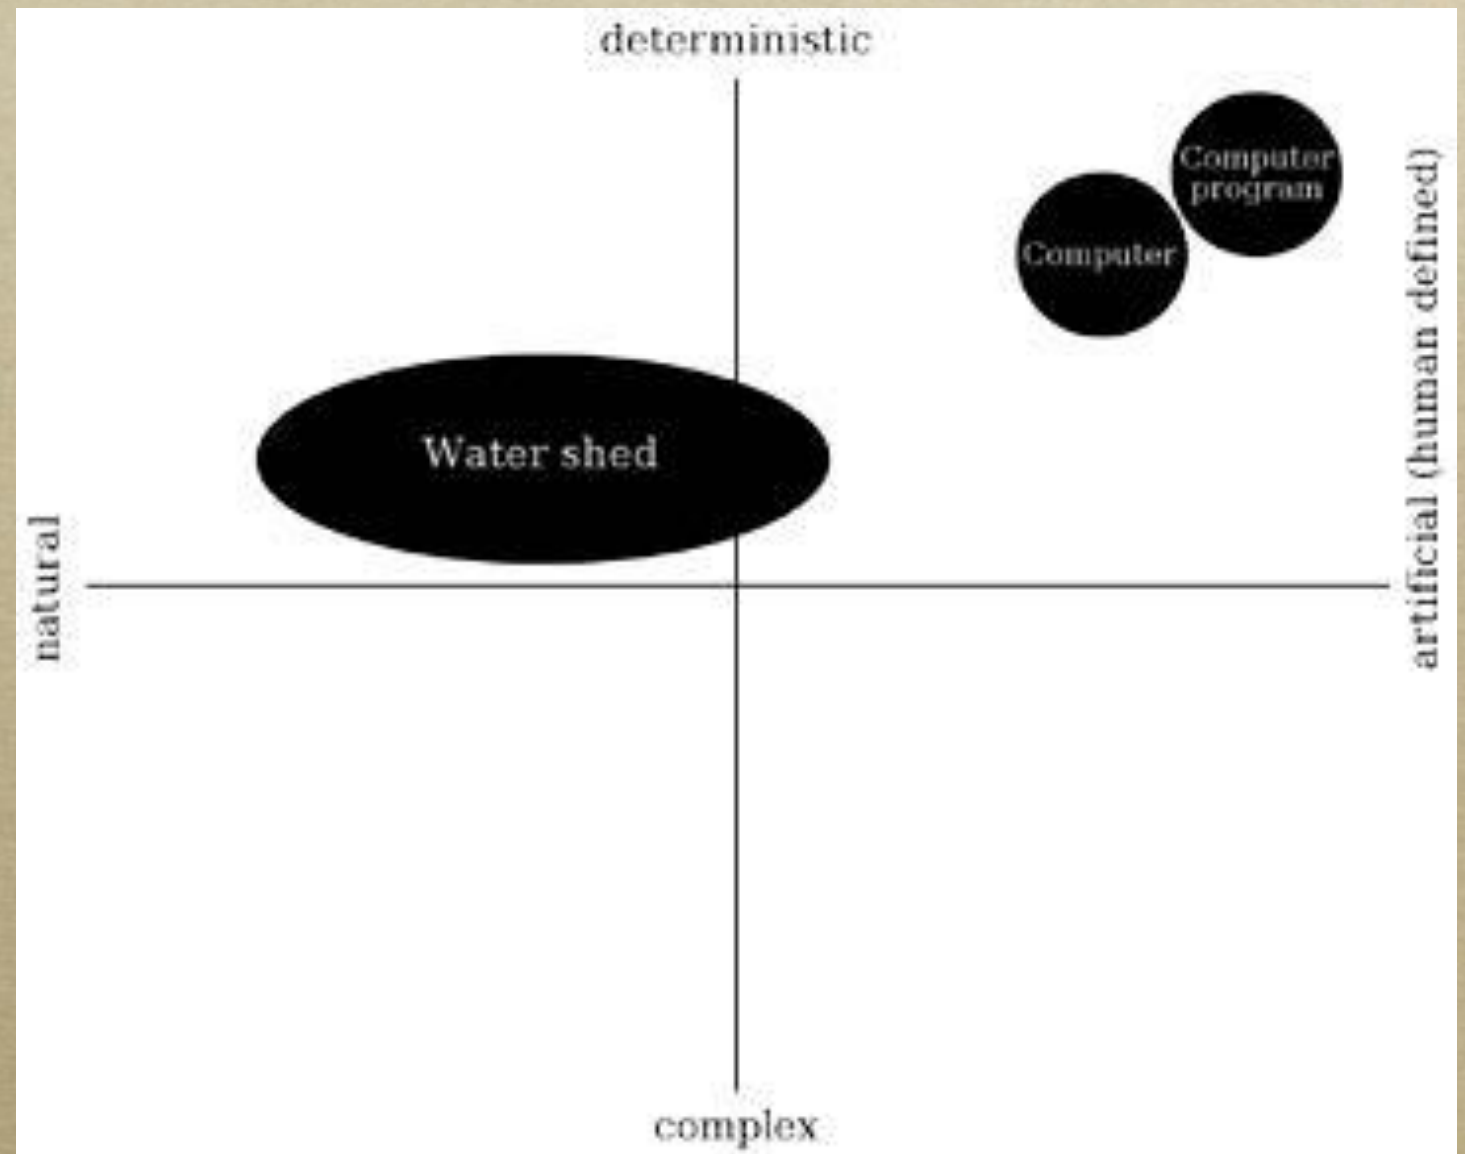 deterministic
Computer
program
Computer
Water shed
natural
artificial (human defined)
complex